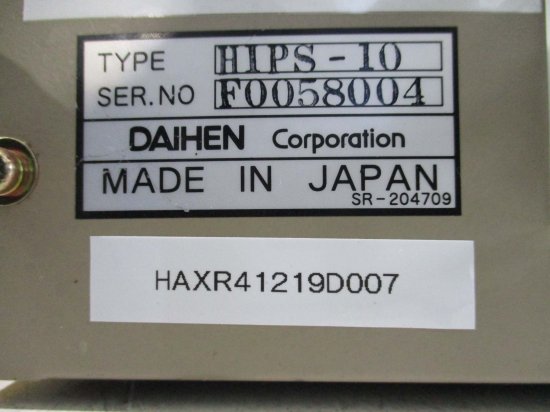 TYPE HIPS-10
SER.NO F0058004
DAIHEN Corporation
MADE IN JAPAN
SR-204709
HAXR41219D007